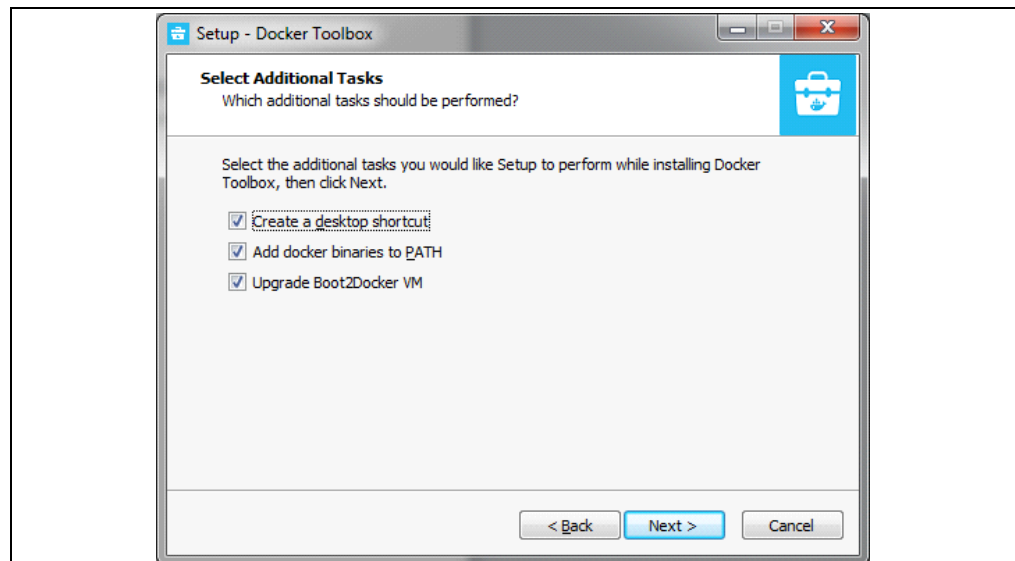 Setup - Docker Toolbox
Select Additional Tasks
Which additional tasks should be performed?
Select the additional tasks you would like Setup to perform while installing Docker
Toolbox, then click Next.
Create a desktop shortcut
Add docker binaries to PATH
Upgrade Boot2Docker VM
< Back
Next >
Cancel